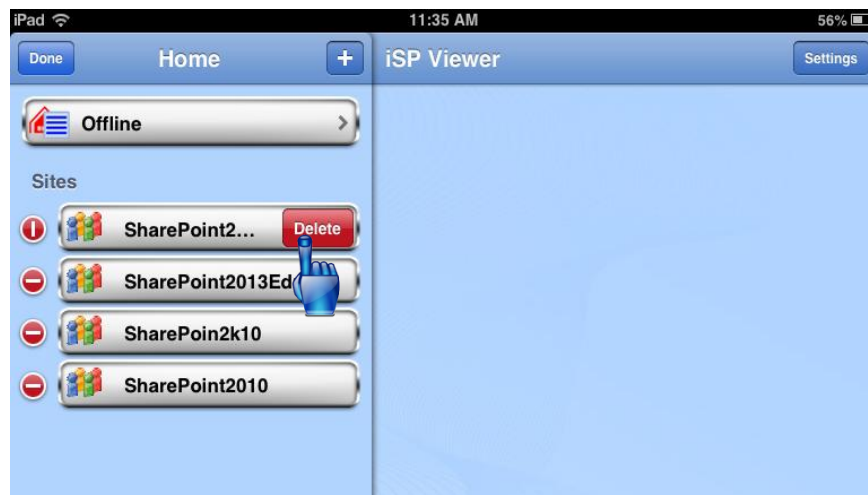 iPad 11:35 AM 56%
Done Home + iSP Viewer Settings
Offline
Sites
SharePoint2... Delete
SharePoint2013Ed
SharePoin2k10
SharePoint2010